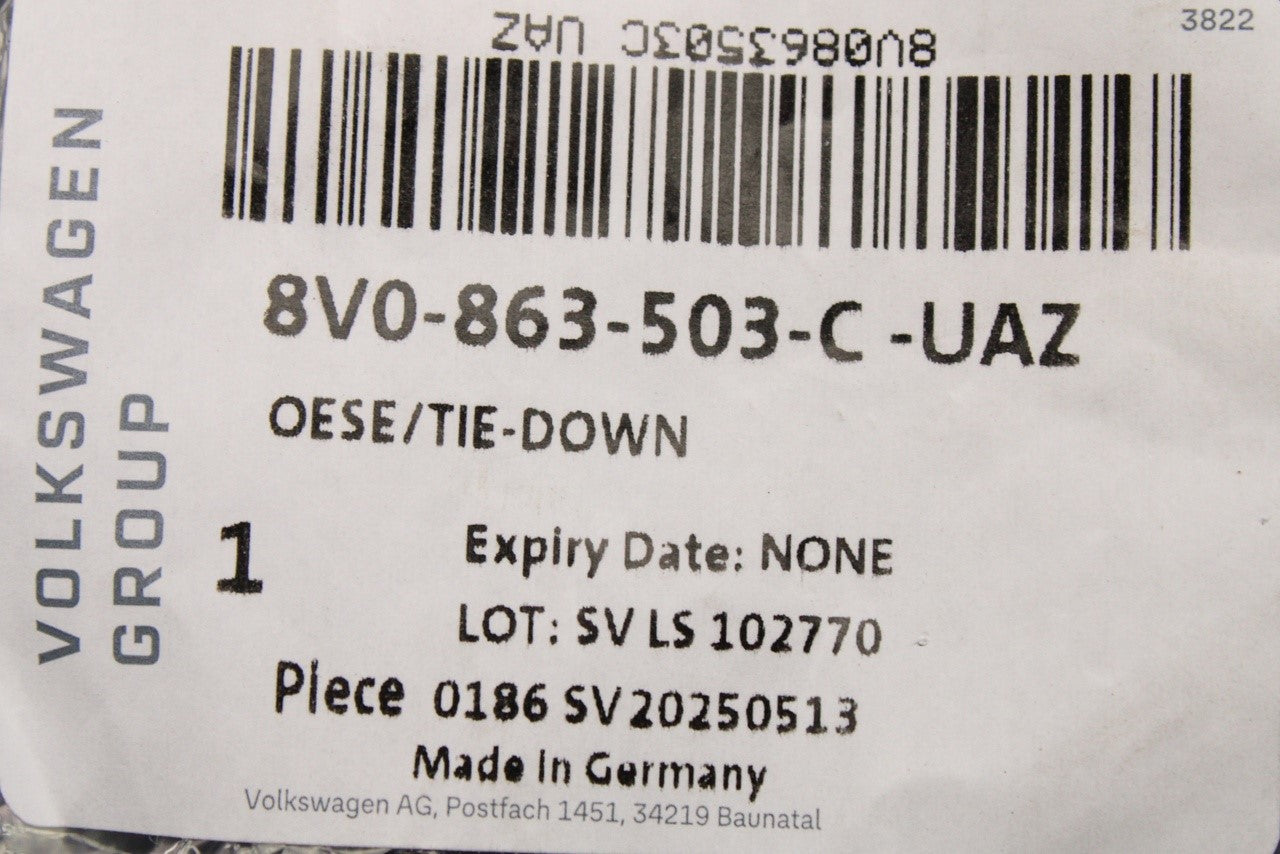 3822
8V0863503C UAZ
8V0-863-503-C -UAZ
OESE/TIE-DOWN
1
Expiry Date: NONE
LOT: SV LS 102770
Piece 0186 SV20250513
Made in Germany
Volkswagen AG, Postfach 1451, 34219 Baunatal
VOLKSWAGEN
GROUP